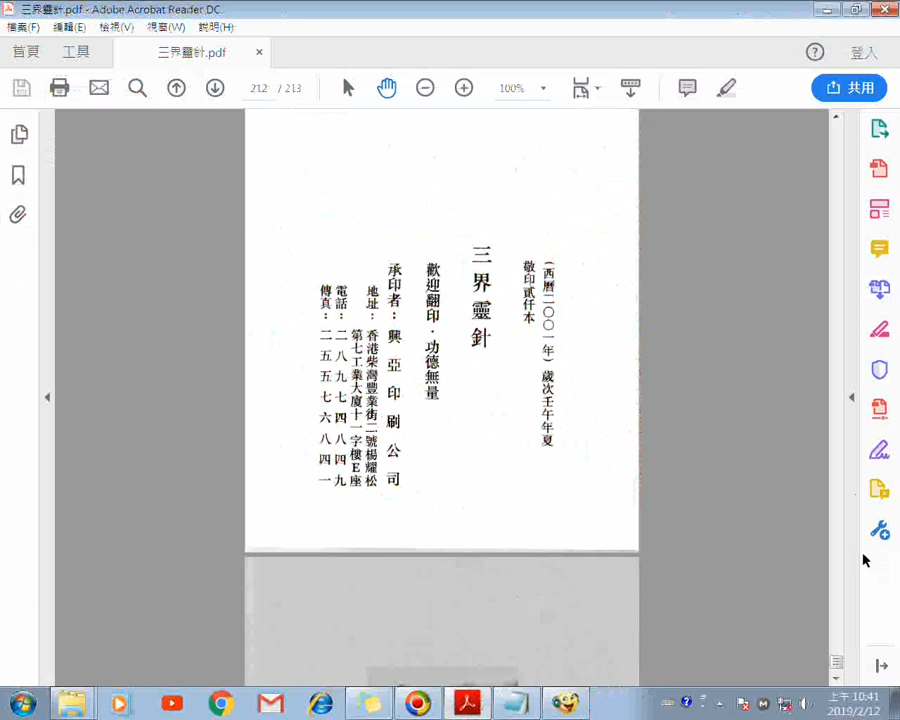 三界靈針.pdf - Adobe Acrobat Reader DC
檔案(F) 編輯(E) 檢視(V) 視窗(W) 說明(H)
首頁 工具 三界靈針.pdf × 登入
212 / 213 100% 共用
(西曆二〇〇一年)歲次壬午年夏
敬印貳仟本
三界靈針
歡迎翻印·功德無量
承印者：興亞印刷公司
地址：香港柴灣豐業街二號楊耀松
第七工業大廈十一字樓E座
電話：二八九七四八四九
傳真：二五五七六八四一
上午 10:41
2019/2/12